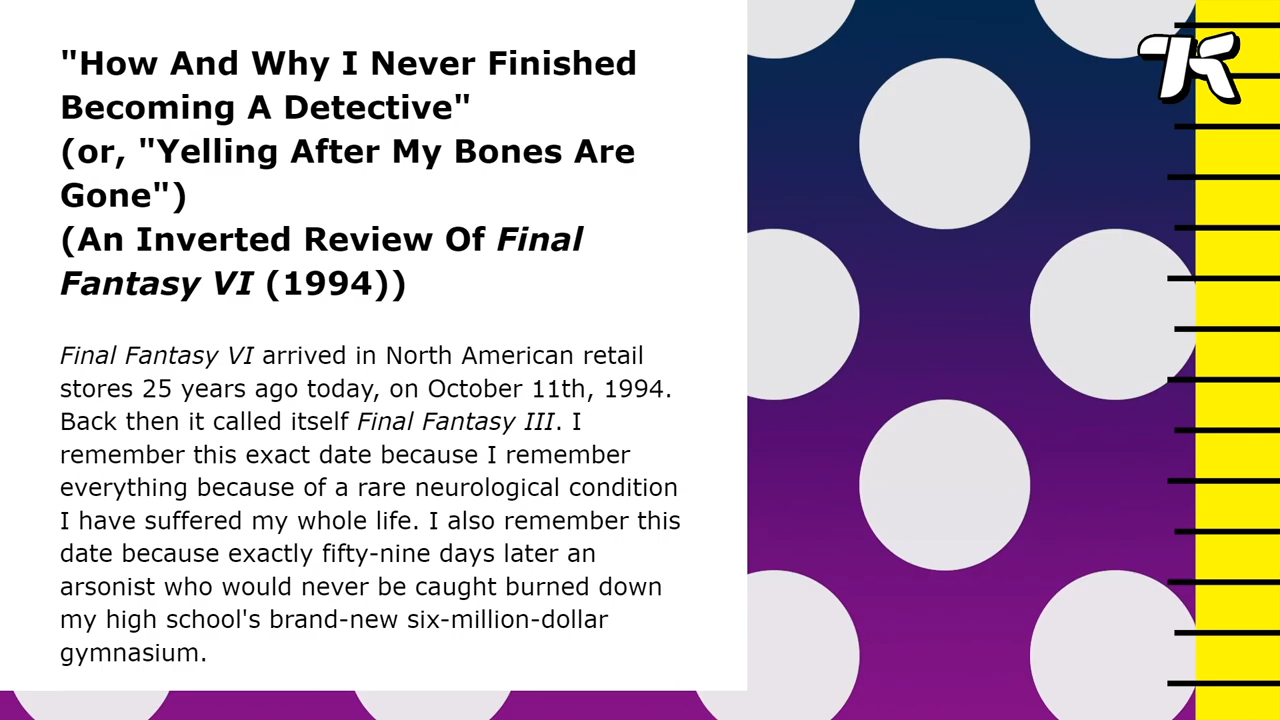 "How And Why I Never Finished
Becoming A Detective"
(or, "Yelling After My Bones Are
Gone")
(An Inverted Review Of Final
Fantasy VI (1994))
Final Fantasy VI arrived in North American retail
stores 25 years ago today, on October 11th, 1994.
Back then it called itself Final Fantasy III. I
remember this exact date because I remember
everything because of a rare neurological condition
I have suffered my whole life. I also remember this
date because exactly fifty-nine days later an
arsonist who would never be caught burned down
my high school's brand-new six-million-dollar
gymnasium.
K